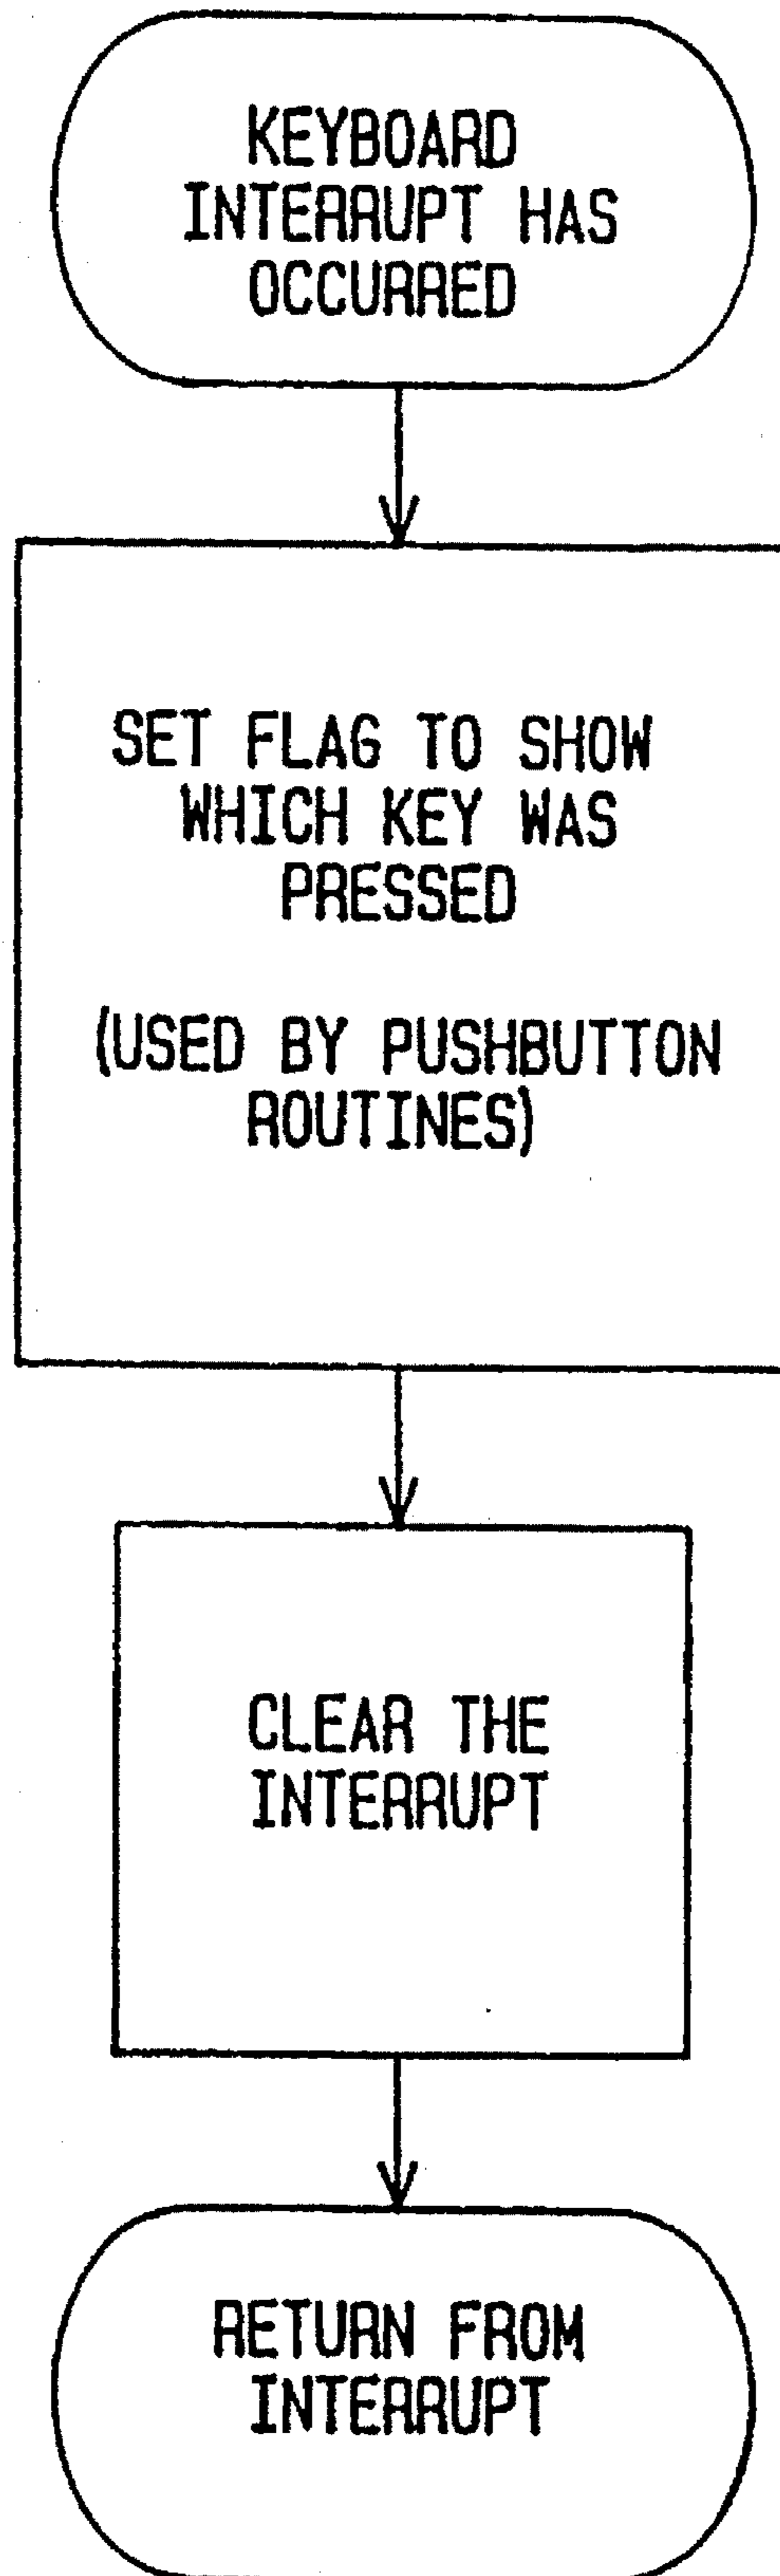 KEYBOARD
INTERRUPT HAS
OCCURRED
SET FLAG TO SHOW
WHICH KEY WAS
PRESSED
(USED BY PUSHBUTTON
ROUTINES)
CLEAR THE
INTERRUPT
RETURN FROM
INTERRUPT